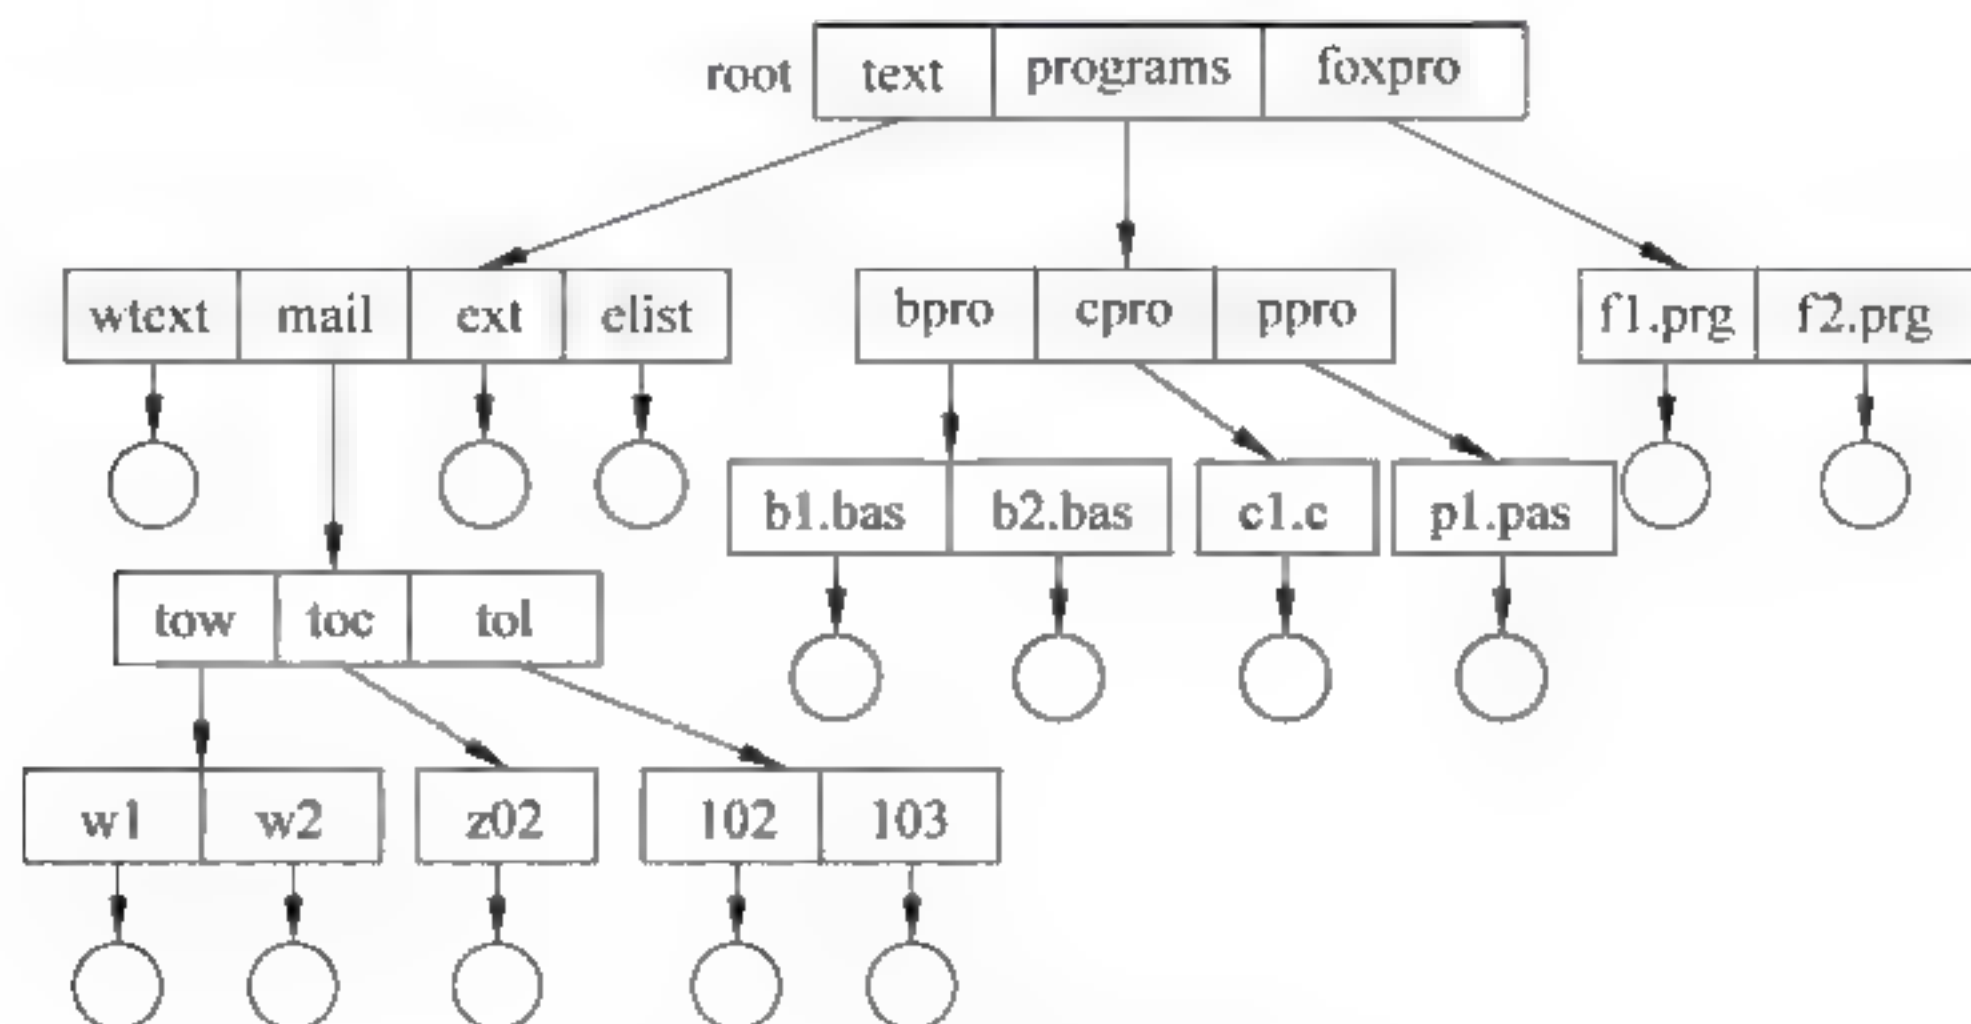 root text programs foxpro
wtext mail ext elist bpro cpro ppro f1.prg f2.prg
b1.bas b2.bas c1.c p1.pas
tow toc tol
w1 w2 z02 102 103